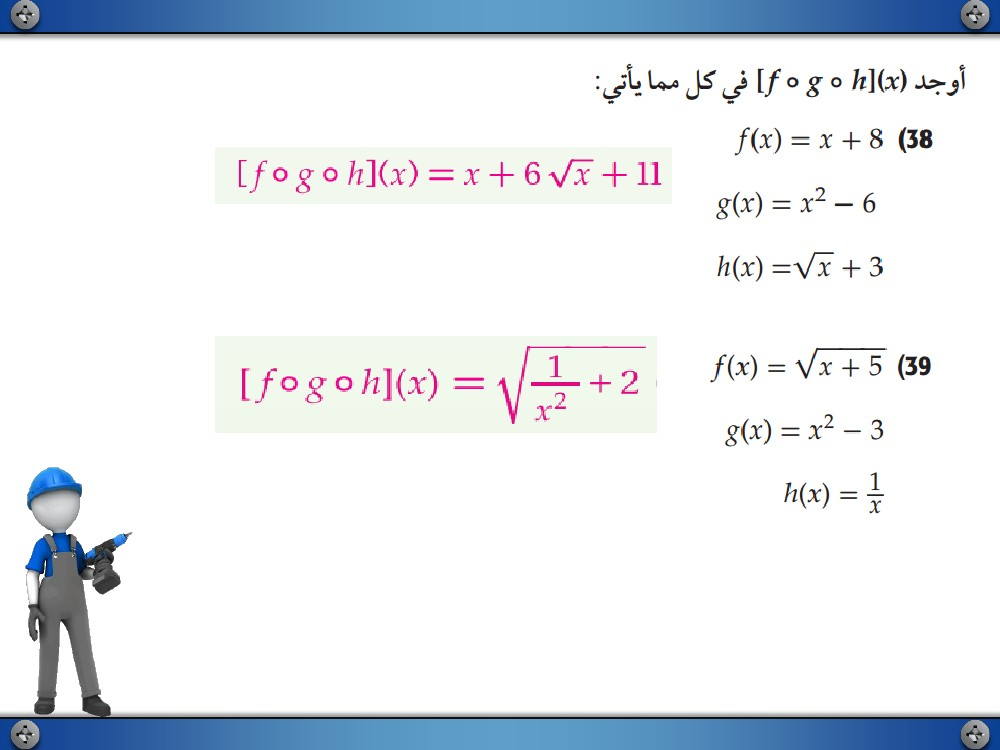 أوجد [f ∘ g ∘ h](x) في كل مما يأتي:
(38 f(x) = x + 8
g(x) = x² − 6
h(x) = √x + 3
[f ∘ g ∘ h](x) = x + 6√x + 11
(39 f(x) = √(x + 5)
g(x) = x² − 3
h(x) = 1/x
[f ∘ g ∘ h](x) = √(1/x² + 2)